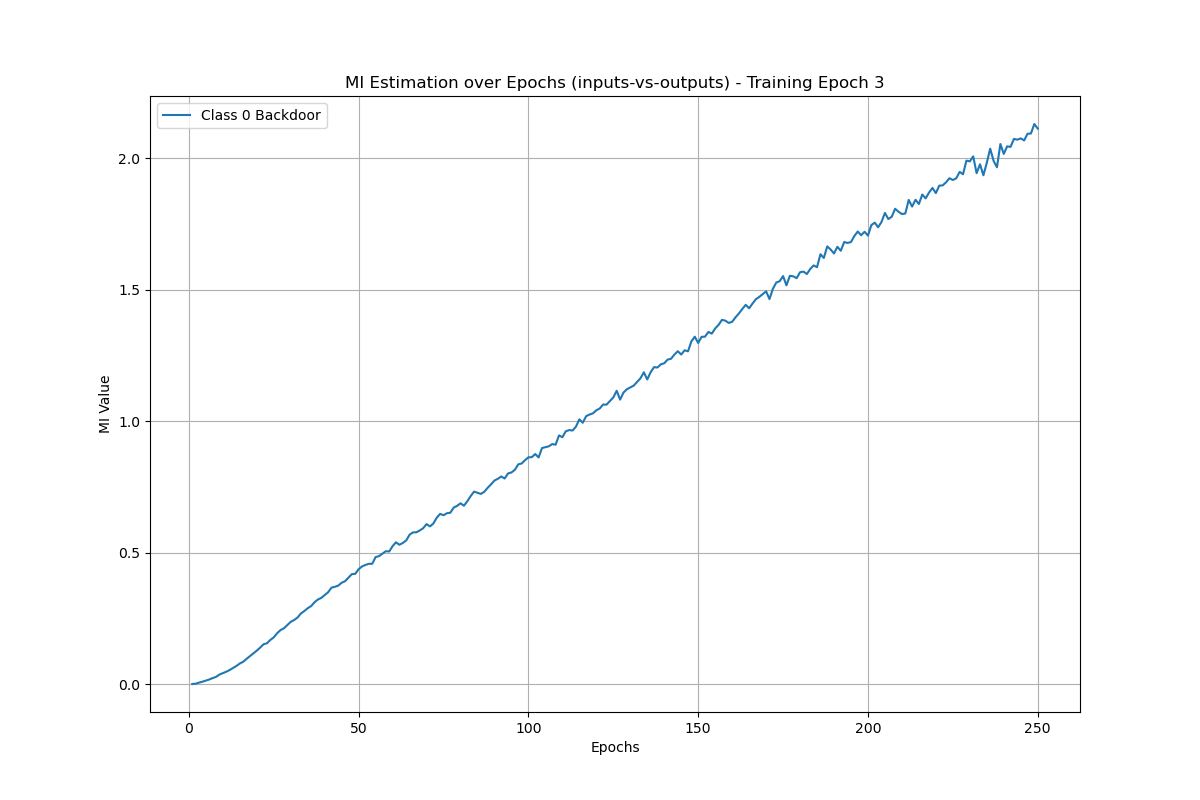 MI Estimation over Epochs (inputs-vs-outputs) - Training Epoch 3
Class 0 Backdoor
MI Value
2.0
1.5
1.0
0.5
0.0
0 50 100 150 200 250
Epochs